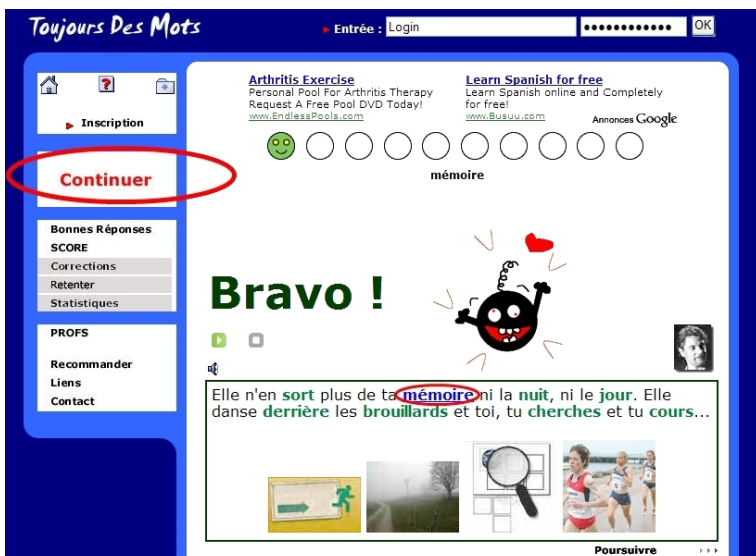 Toujours Des Mots
Entrée : Login •••••••••••• OK
Inscription
Continuer
Bonnes Réponses
SCORE
Corrections
Retenter
Statistiques
PROFS
Recommander
Liens
Contact
Arthritis Exercise
Personal Pool For Arthritis Therapy
Request A Free Pool DVD Today!
www.EndlessPools.com
Learn Spanish for free
Learn Spanish online and Completely
for free!
www.Busuu.com
Annonces Google
mémoire
Bravo !
Elle n'en sort plus de ta mémoire ni la nuit, ni le jour. Elle
danse derrière les brouillards et toi, tu cherches et tu cours...
Poursuivre